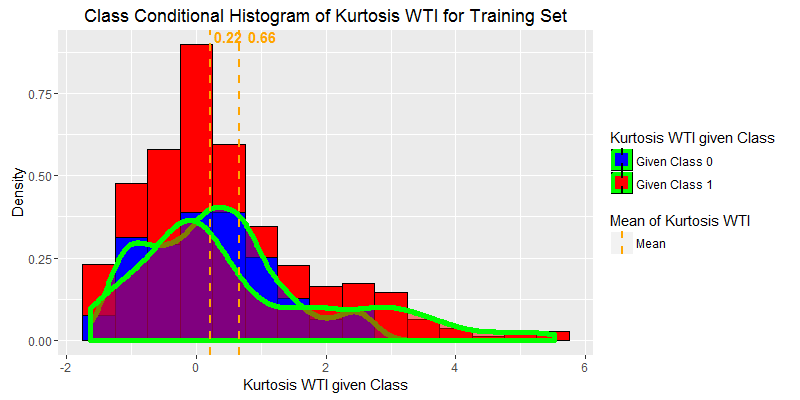 Class Conditional Histogram of Kurtosis WTI for Training Set
0.22 0.66
0.75
0.50
0.25
0.00
Density
-2 0 2 4 6
Kurtosis WTI given Class
Kurtosis WTI given Class
Given Class 0
Given Class 1
Mean of Kurtosis WTI
Mean